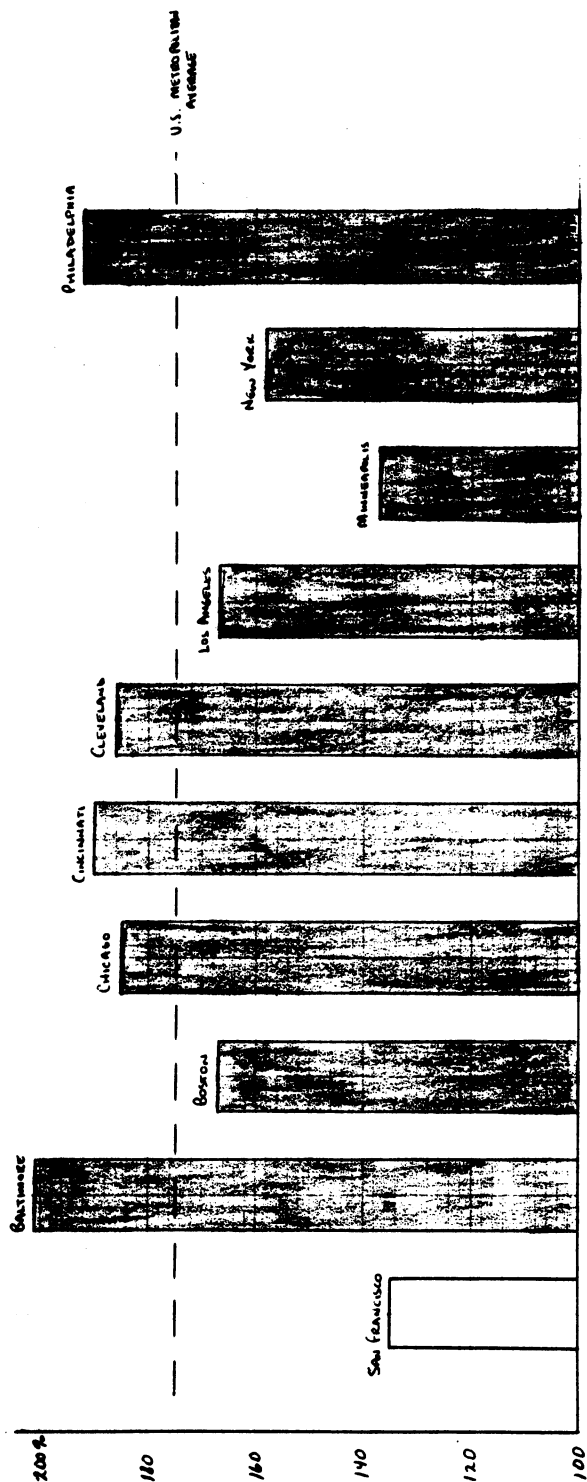 U.S. METROPOLITAN
AVERAGE
PHILADELPHIA
NEW YORK
MINNEAPOLIS
LOS ANGELES
CLEVELAND
CINCINNATI
CHICAGO
BOSTON
BALTIMORE
SAN FRANCISCO
200%
180
160
140
120
100